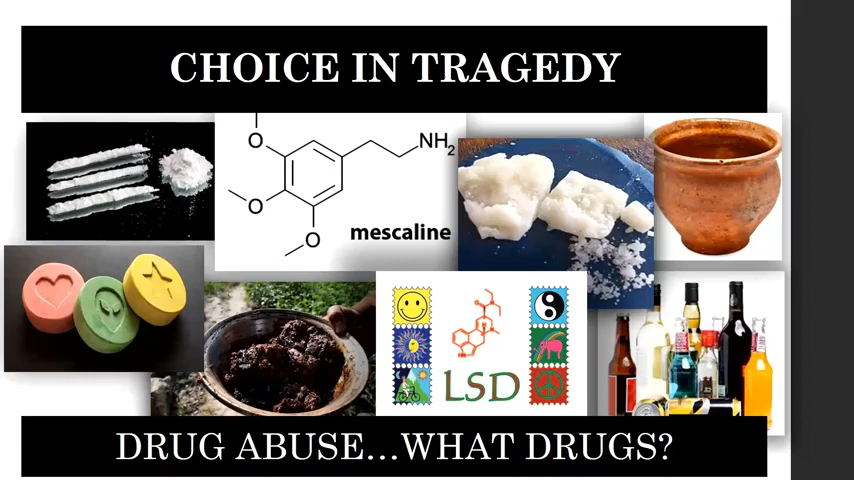 CHOICE IN TRAGEDY
O
NH2
O
O
mescaline
LSD
DRUG ABUSE...WHAT DRUGS?